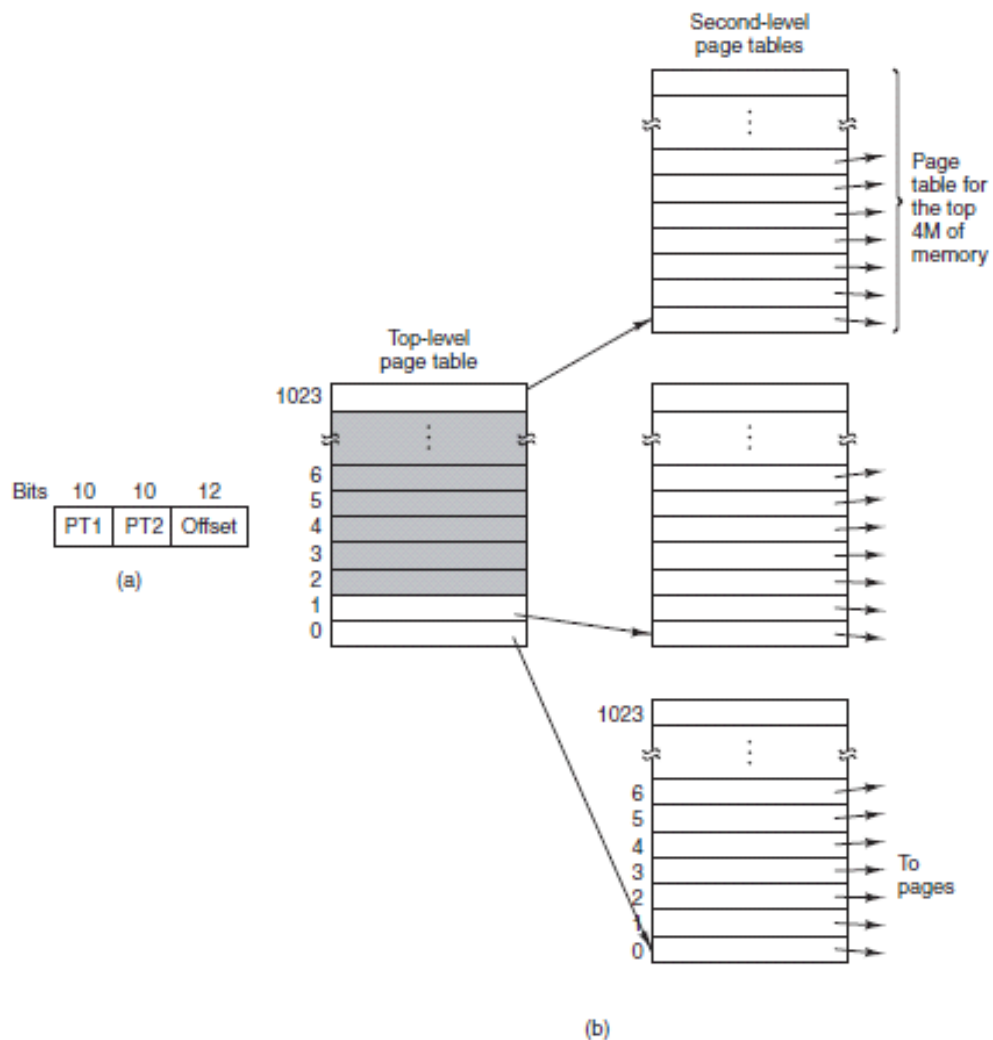 Second-level
page tables
Page
table for
the top
4M of
memory
Top-level
page table
1023
6
5
4
3
2
1
0
Bits 10 10 12
PT1 PT2 Offset
(a)
1023
6
5
4
3
2
1
0
To
pages
(b)